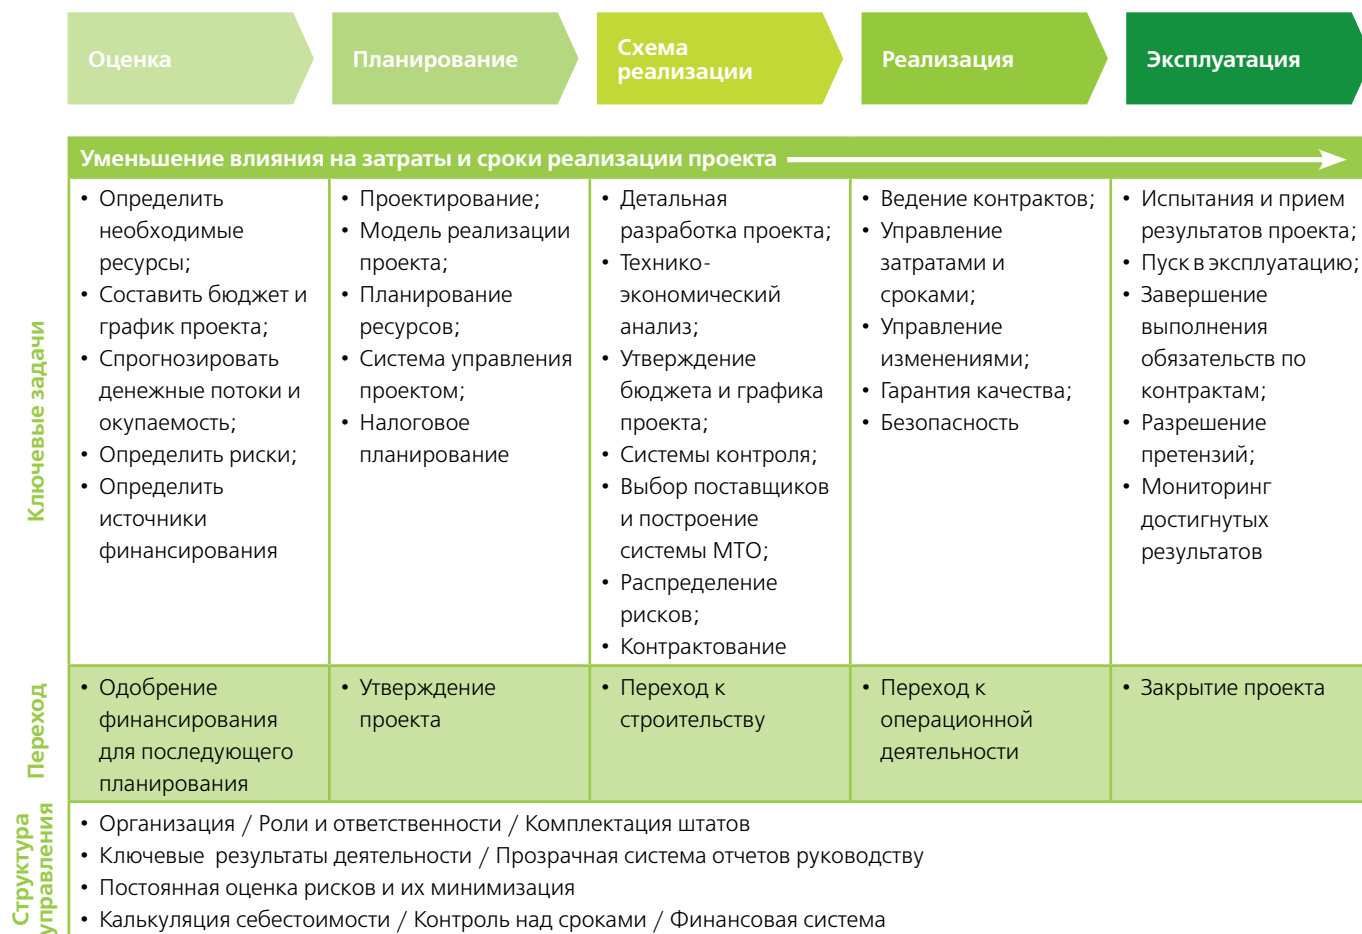 Оценка
Планирование
Схема
реализации
Реализация
Эксплуатация
Уменьшение влияния на затраты и сроки реализации проекта
Ключевые задачи
• Определить
необходимые
ресурсы;
• Составить бюджет и
график проекта;
• Спрогнозировать
денежные потоки и
окупаемость;
• Определить риски;
• Определить
источники
финансирования
• Проектирование;
• Модель реализации
проекта;
• Планирование
ресурсов;
• Система управления
проектом;
• Налоговое
планирование
• Детальная
разработка проекта;
• Технико-
экономический
анализ;
• Утверждение
бюджета и графика
проекта;
• Системы контроля;
• Выбор поставщиков
и построение
системы МТО;
• Распределение
рисков;
• Контрактование
• Ведение контрактов;
• Управление
затратами и
сроками;
• Управление
изменениями;
• Гарантия качества;
• Безопасность
• Испытания и прием
результатов проекта;
• Пуск в эксплуатацию;
• Завершение
выполнения
обязательств по
контрактам;
• Разрешение
претензий;
• Мониторинг
достигнутых
результатов
Переход
• Одобрение
финансирования
для последующего
планирования
• Утверждение
проекта
• Переход к
строительству
• Переход к
операционной
деятельности
• Закрытие проекта
Структура
управления
• Организация / Роли и ответственности / Комплектация штатов
• Ключевые результаты деятельности / Прозрачная система отчетов руководству
• Постоянная оценка рисков и их минимизация
• Калькуляция себестоимости / Контроль над сроками / Финансовая система